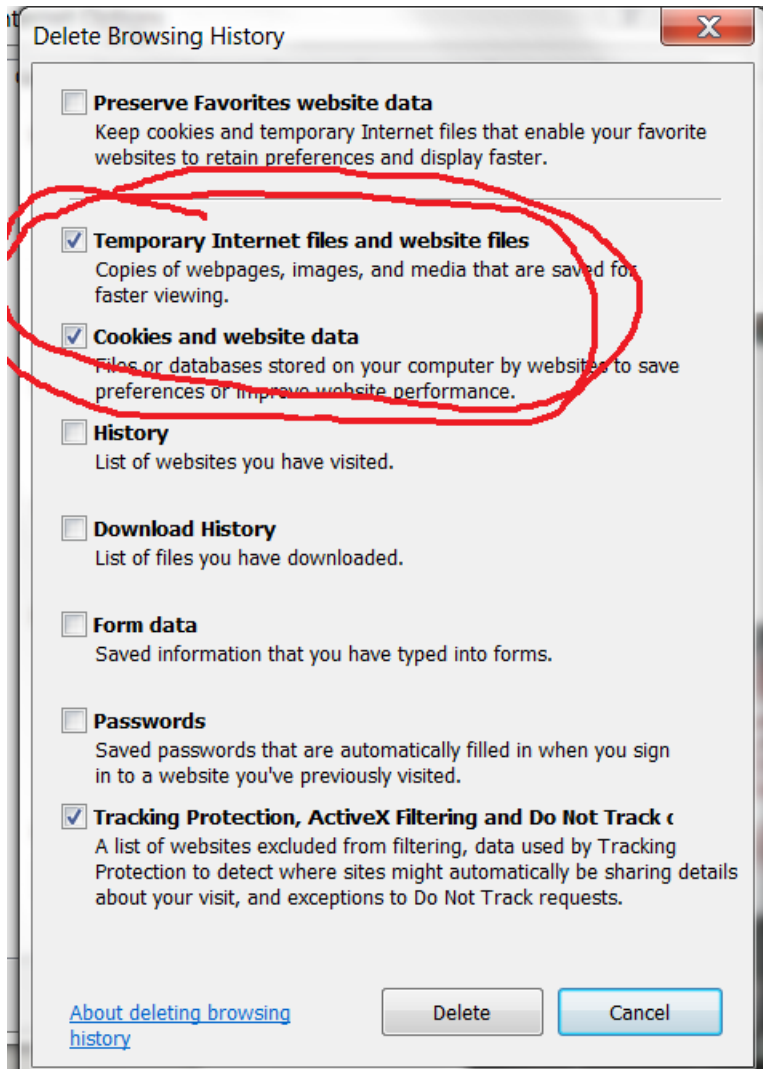 Delete Browsing History
Preserve Favorites website data
Keep cookies and temporary Internet files that enable your favorite
websites to retain preferences and display faster.
Temporary Internet files and website files
Copies of webpages, images, and media that are saved for
faster viewing.
Cookies and website data
Files or databases stored on your computer by websites to save
preferences or improve website performance.
History
List of websites you have visited.
Download History
List of files you have downloaded.
Form data
Saved information that you have typed into forms.
Passwords
Saved passwords that are automatically filled in when you sign
in to a website you've previously visited.
Tracking Protection, ActiveX Filtering and Do Not Track
A list of websites excluded from filtering, data used by Tracking
Protection to detect where sites might automatically be sharing details
about your visit, and exceptions to Do Not Track requests.
About deleting browsing
history
Delete
Cancel